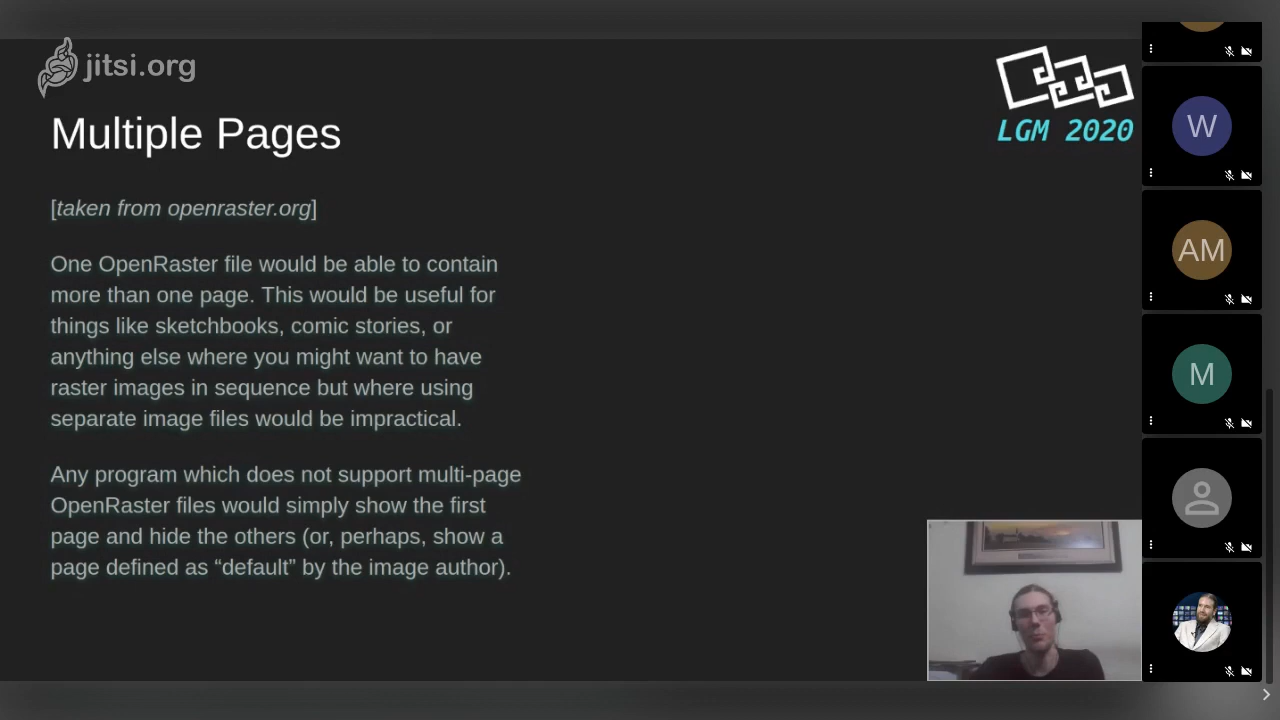 jitsi.org
LGM 2020
Multiple Pages
[taken from openraster.org]
One OpenRaster file would be able to contain
more than one page. This would be useful for
things like sketchbooks, comic stories, or
anything else where you might want to have
raster images in sequence but where using
separate image files would be impractical.
Any program which does not support multi-page
OpenRaster files would simply show the first
page and hide the others (or, perhaps, show a
page defined as “default” by the image author).
W
AM
M